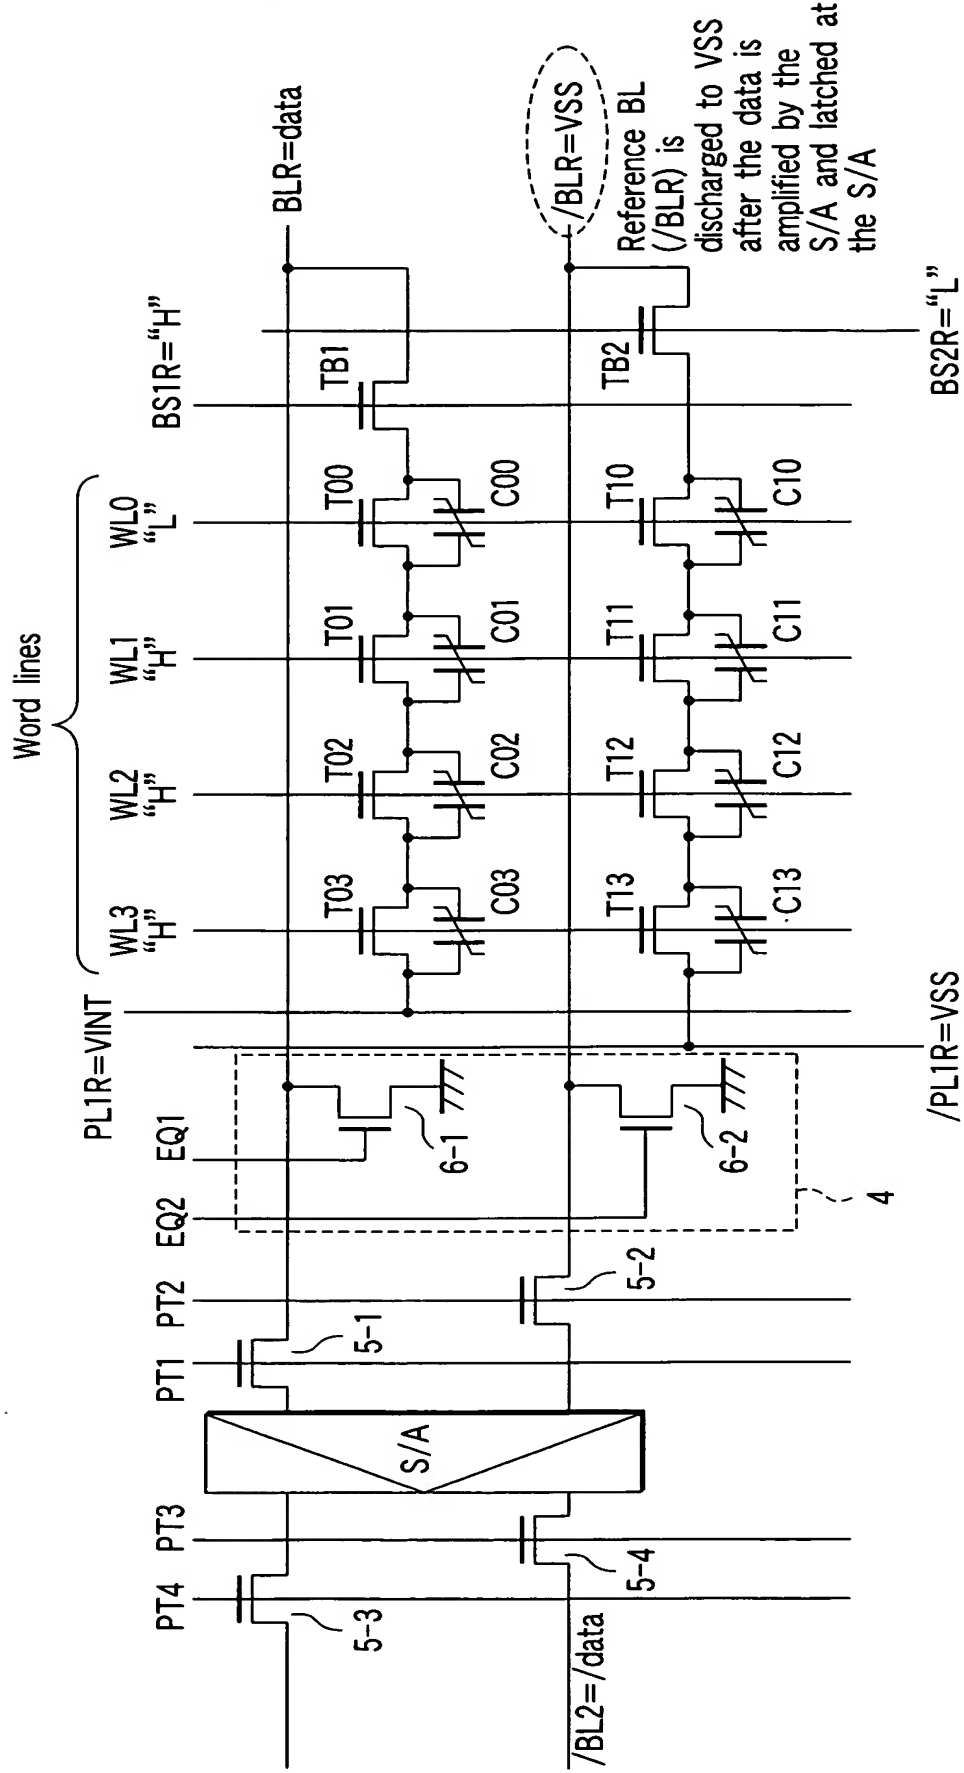 Word lines
PT4
PT3
PT1
PT2
EQ2
EQ1
PL1R=VINT
WL3
“H”
WL2
“H”
WL1
“H”
WL0
“L”
BS1R=“H”
BLR=data
5-3
S/A
5-1
6-1
T03
C03
T02
C02
T01
C01
T00
C00
TB1
/BL2=/data
5-4
5-2
6-2
4
/PL1R=VSS
T13
C13
T12
C12
T11
C11
T10
C10
TB2
BS2R=“L”
/BLR=VSS
Reference BL
(/BLR) is
discharged to VSS
after the data is
amplified by the
S/A and latched at
the S/A